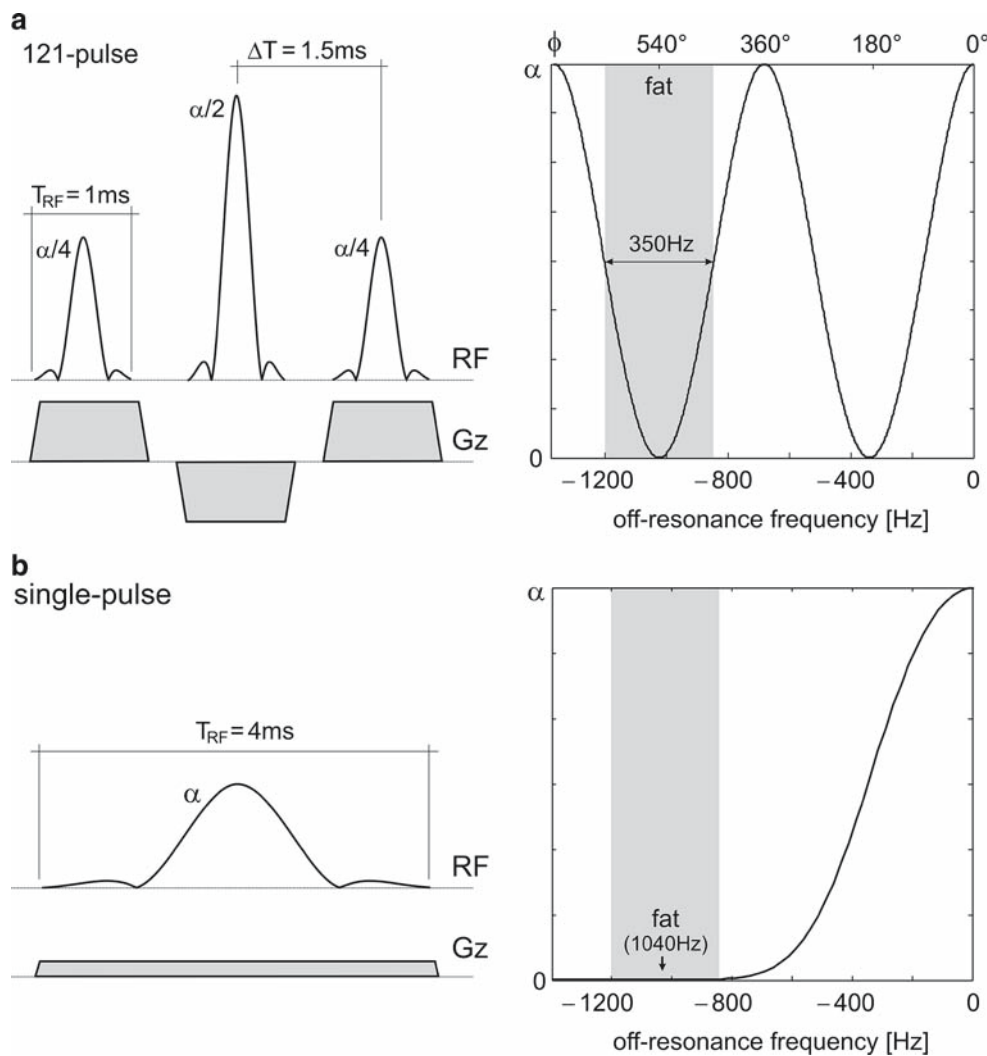 a
121-pulse
ΔT = 1.5ms
α/2
T_RF = 1ms
α/4
α/4
RF
Gz
ϕ 540° 360° 180° 0°
α
fat
350Hz
0
−1200 −800 −400 0
off-resonance frequency [Hz]
b
single-pulse
T_RF = 4ms
α
RF
Gz
α
fat
(1040Hz)
0
−1200 −800 −400 0
off-resonance frequency [Hz]